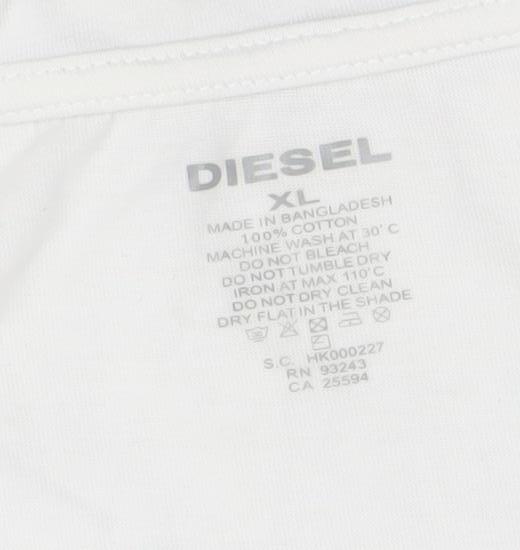 DIESEL
XL
MADE IN BANGLADESH
100% COTTON
MACHINE WASH AT 30°C
DO NOT BLEACH
DO NOT TUMBLE DRY
IRON AT MAX 110°C
DO NOT DRY CLEAN
DRY FLAT IN THE SHADE
S.C. HK000227
RN 93243
CA 25594